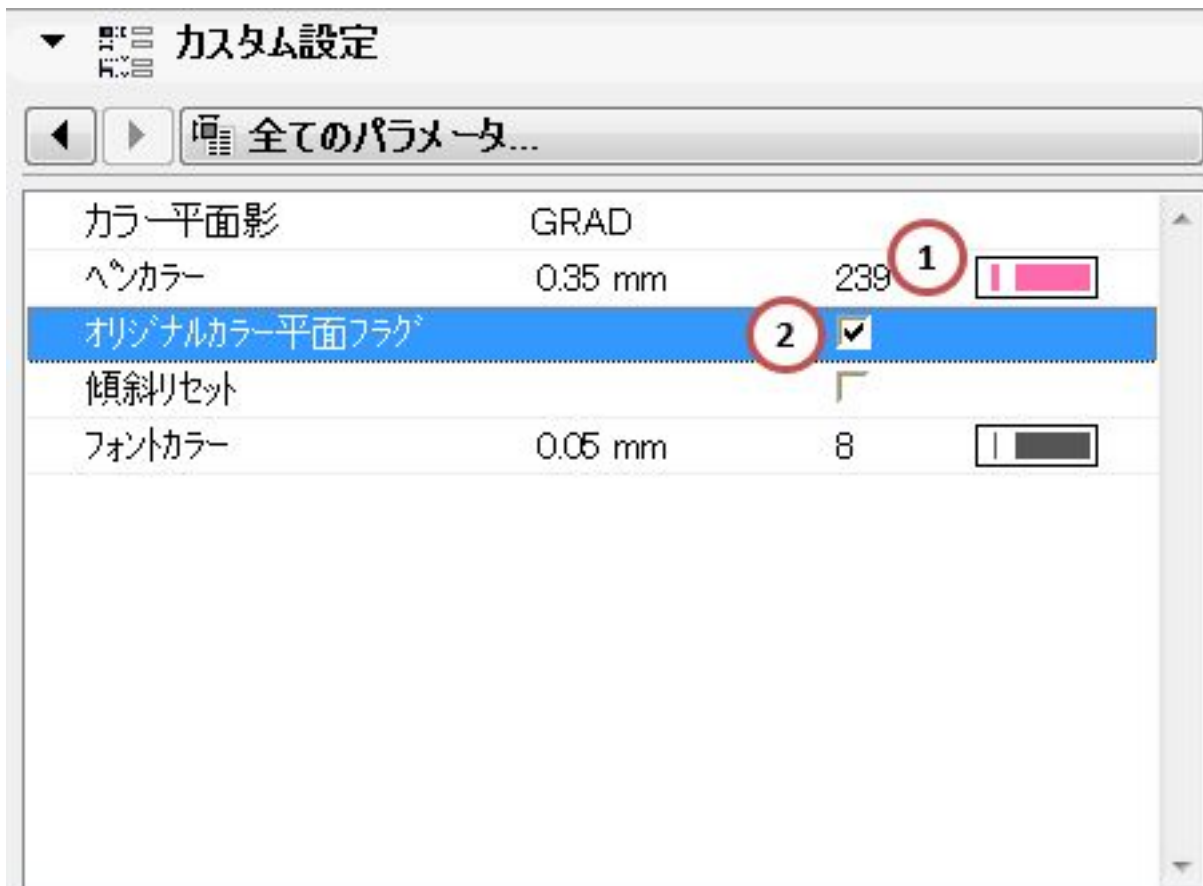 カスタム設定
全てのパラメータ...
カラー平面影 GRAD
ペンカラー 0.35 mm 239 1
オリジナルカラー平面フラグ 2
傾斜リセット
フォントカラー 0.05 mm 8